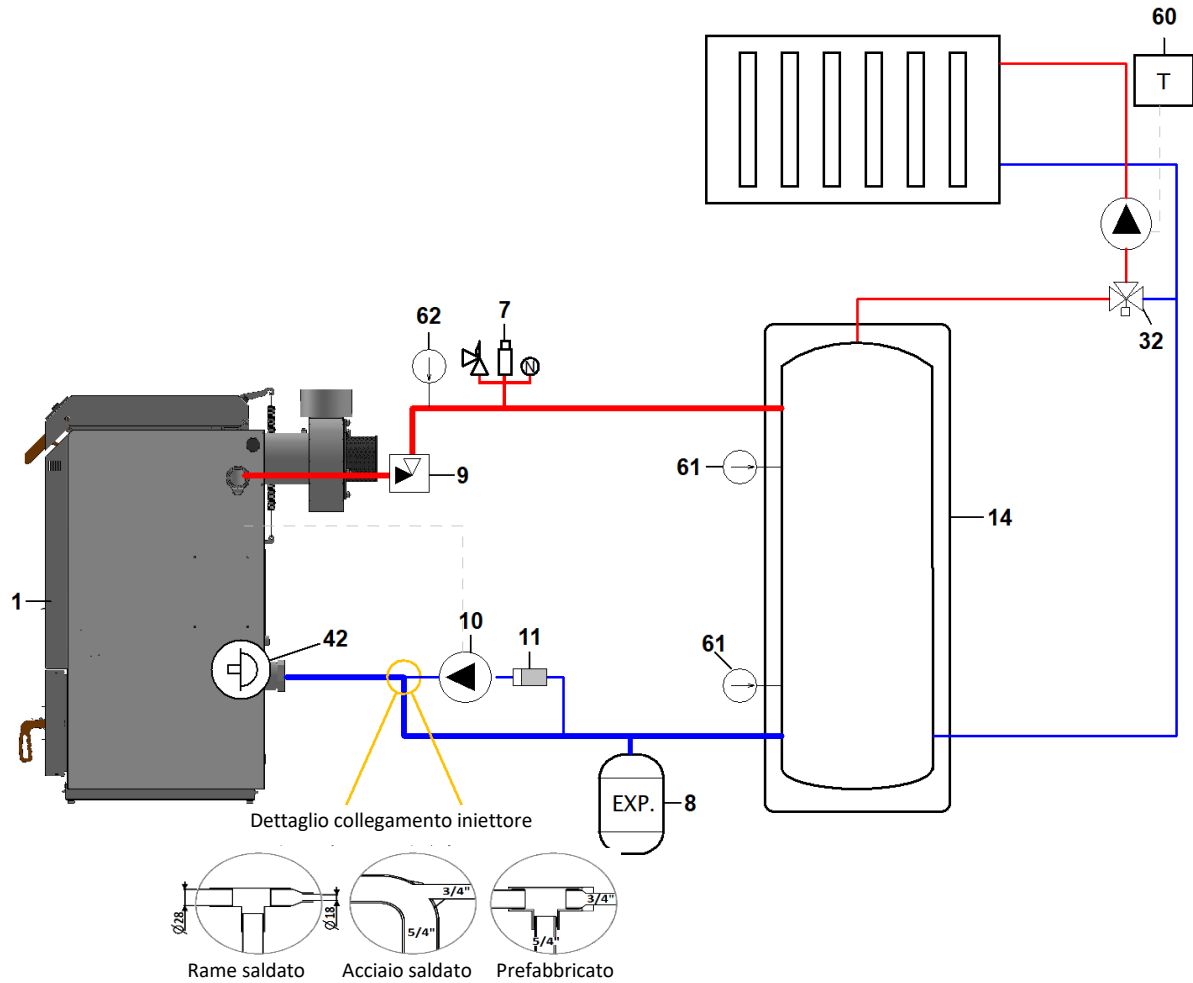 60
T
62
7
N
32
9
61
14
1
42
10
11
61
EXP.
8
Dettaglio collegamento iniettore
Ø28
Ø18
3/4"
5/4"
3/4"
5/4"
Rame saldato
Acciaio saldato
Prefabbricato